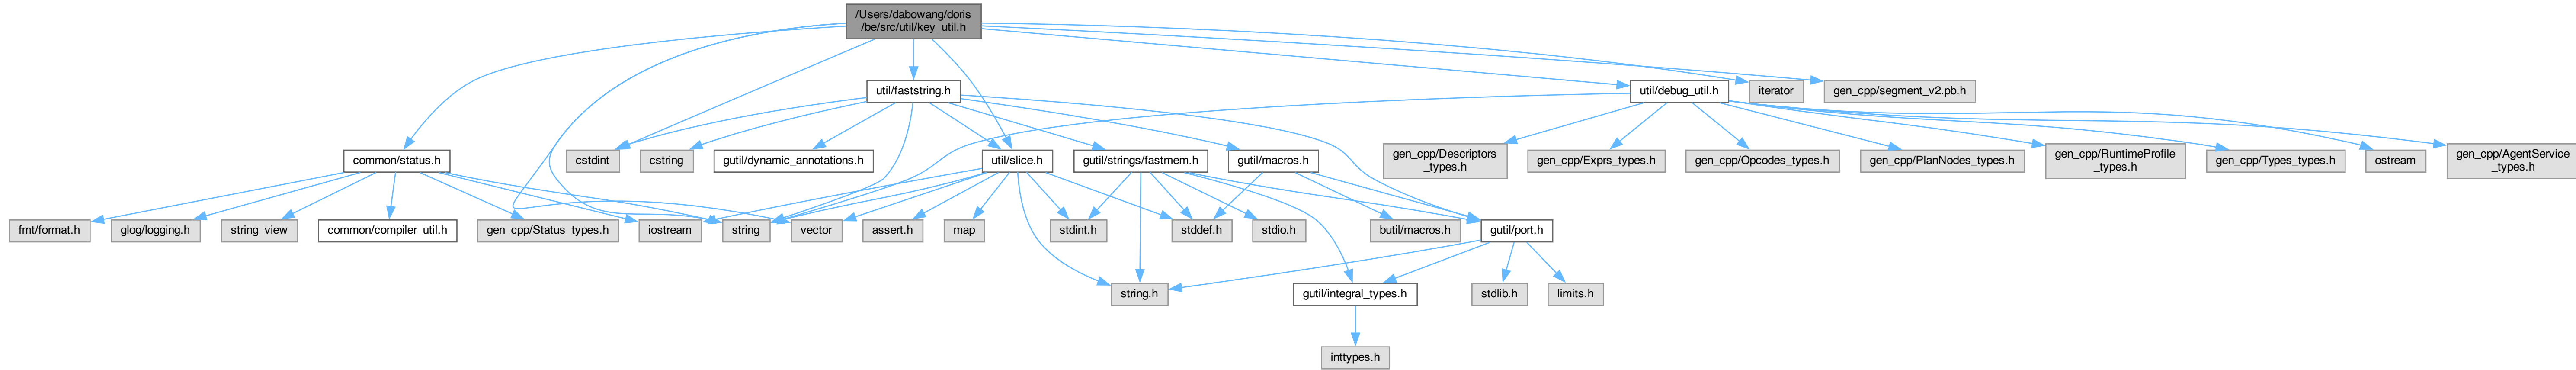 /Users/dabowang/doris
/be/src/util/key_util.h
util/faststring.h
util/debug_util.h
iterator
gen_cpp/segment_v2.pb.h
common/status.h
cstdint
cstring
gutil/dynamic_annotations.h
util/slice.h
gutil/strings/fastmem.h
gutil/macros.h
gen_cpp/Descriptors
_types.h
gen_cpp/Exprs_types.h
gen_cpp/Opcodes_types.h
gen_cpp/PlanNodes_types.h
gen_cpp/RuntimeProfile
_types.h
gen_cpp/Types_types.h
ostream
gen_cpp/AgentService
_types.h
fmt/format.h
glog/logging.h
string_view
common/compiler_util.h
gen_cpp/Status_types.h
iostream
string
vector
assert.h
map
stdint.h
stddef.h
stdio.h
butil/macros.h
gutil/port.h
string.h
gutil/integral_types.h
stdlib.h
limits.h
inttypes.h